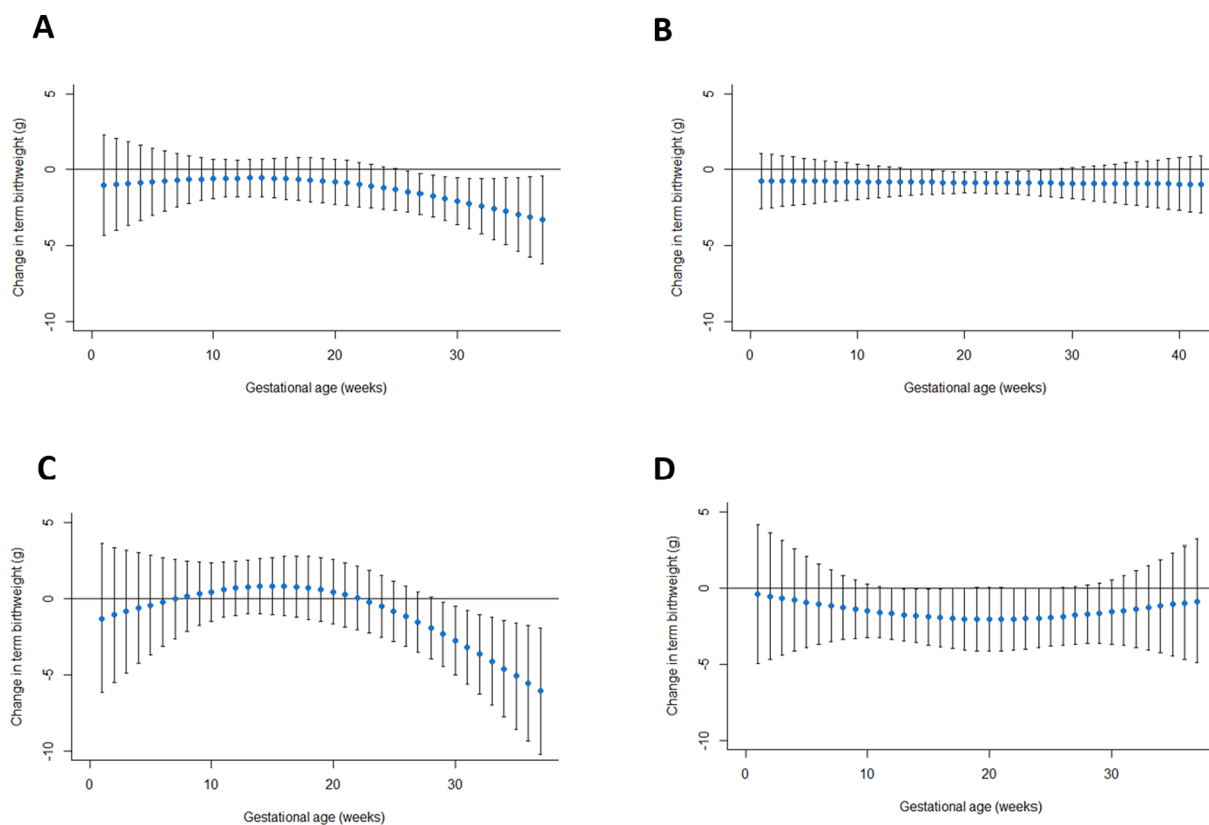 A
B
5
0
-5
-10
Change in term birthweight (g)
0 10 20 30
Gestational age (weeks)
5
0
-5
-10
Change in term birthweight (g)
0 10 20 30 40
Gestational age (weeks)
C
D
5
0
-5
-10
Change in term birthweight (g)
0 10 20 30
Gestational age (weeks)
5
0
-5
-10
Change in term birthweight (g)
0 10 20 30
Gestational age (weeks)